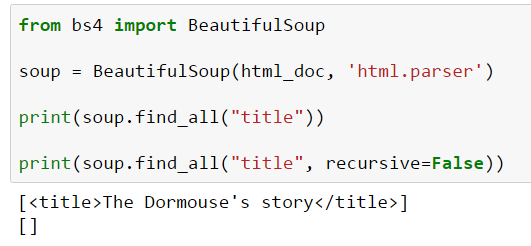 from bs4 import BeautifulSoup
soup = BeautifulSoup(html_doc, 'html.parser')
print(soup.find_all("title"))
print(soup.find_all("title", recursive=False))
[<title>The Dormouse's story</title>]
[]